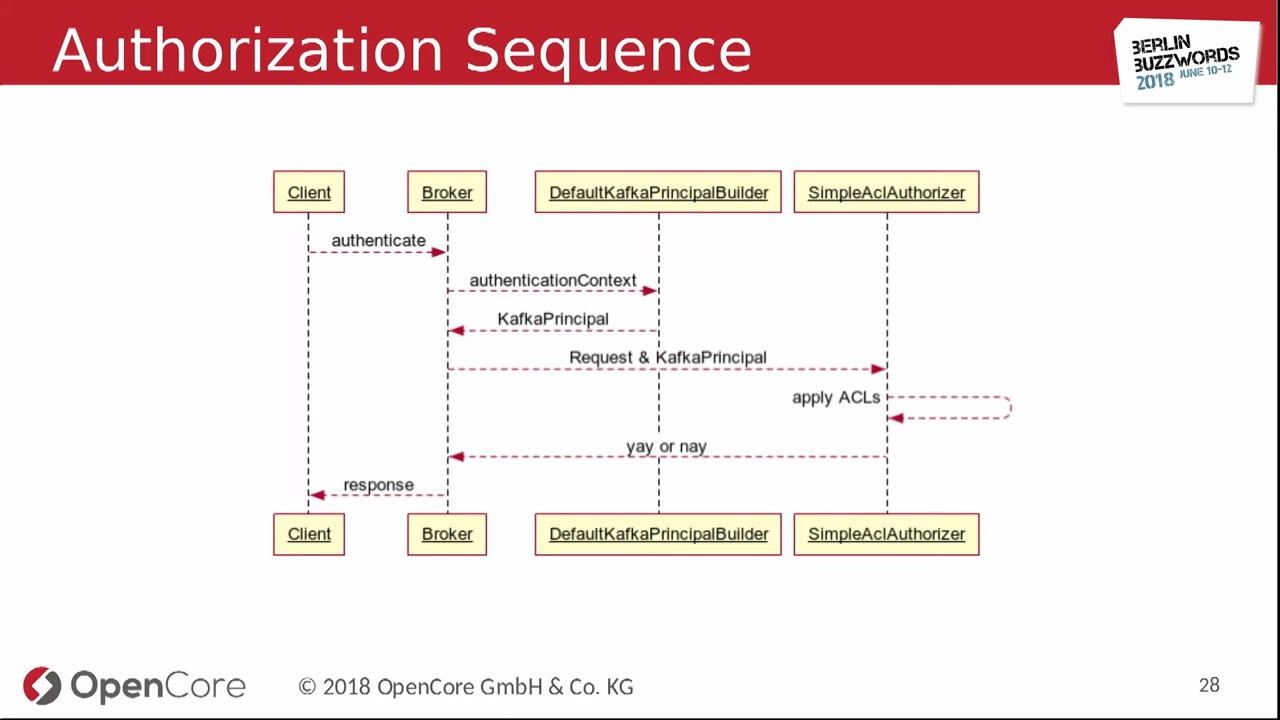 Authorization Sequence
BERLIN
BUZZWORDS
2018 JUNE 10-12
Client
Broker
DefaultKafkaPrincipalBuilder
SimpleAclAuthorizer
authenticate
authenticationContext
KafkaPrincipal
Request & KafkaPrincipal
apply ACLs
yay or nay
response
Client
Broker
DefaultKafkaPrincipalBuilder
SimpleAclAuthorizer
OpenCore
© 2018 OpenCore GmbH & Co. KG
28